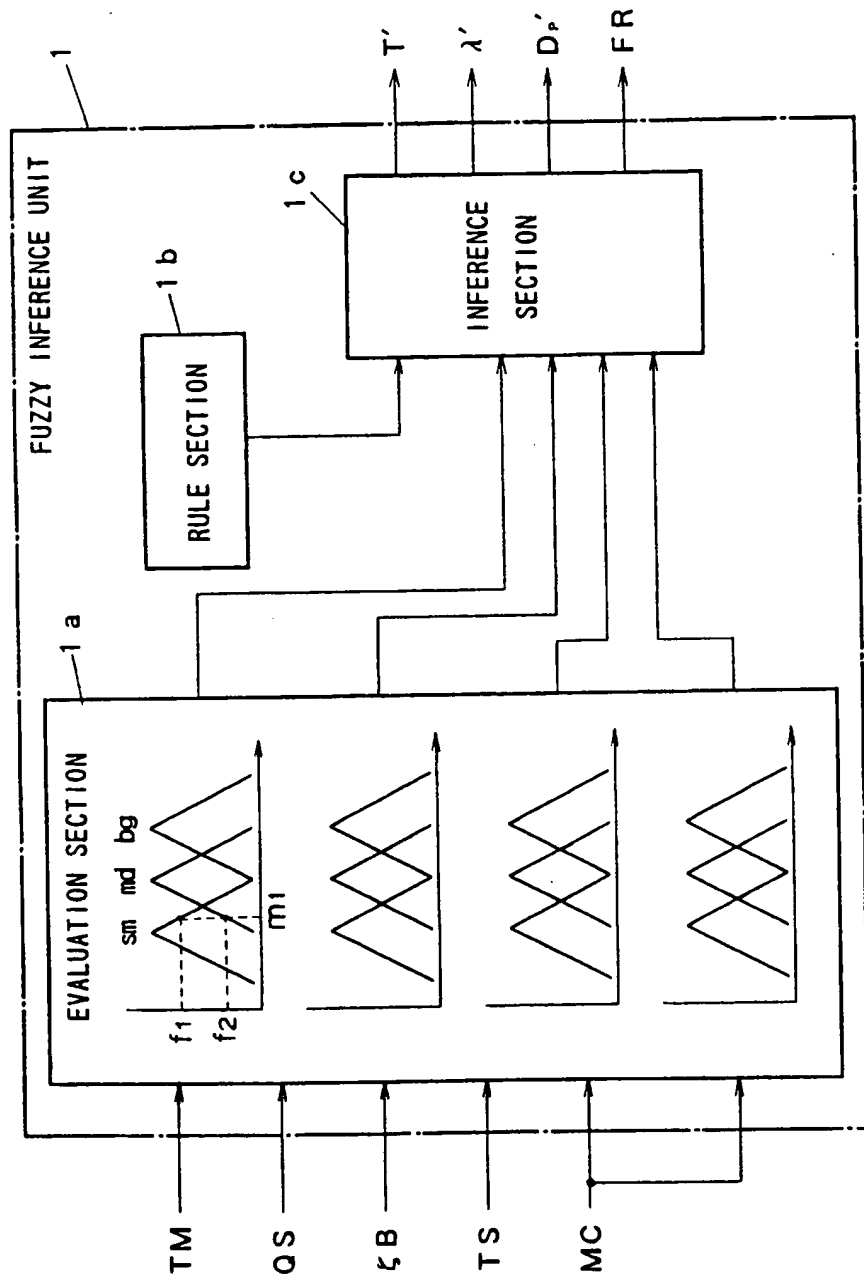 FUZZY INFERENCE UNIT
1
EVALUATION SECTION
1a
sm md bg
f1
f2
m1
RULE SECTION
1b
INFERENCE
SECTION
1c
TM
QS
ζB
TS
MC
T′
λ′
DP′
FR